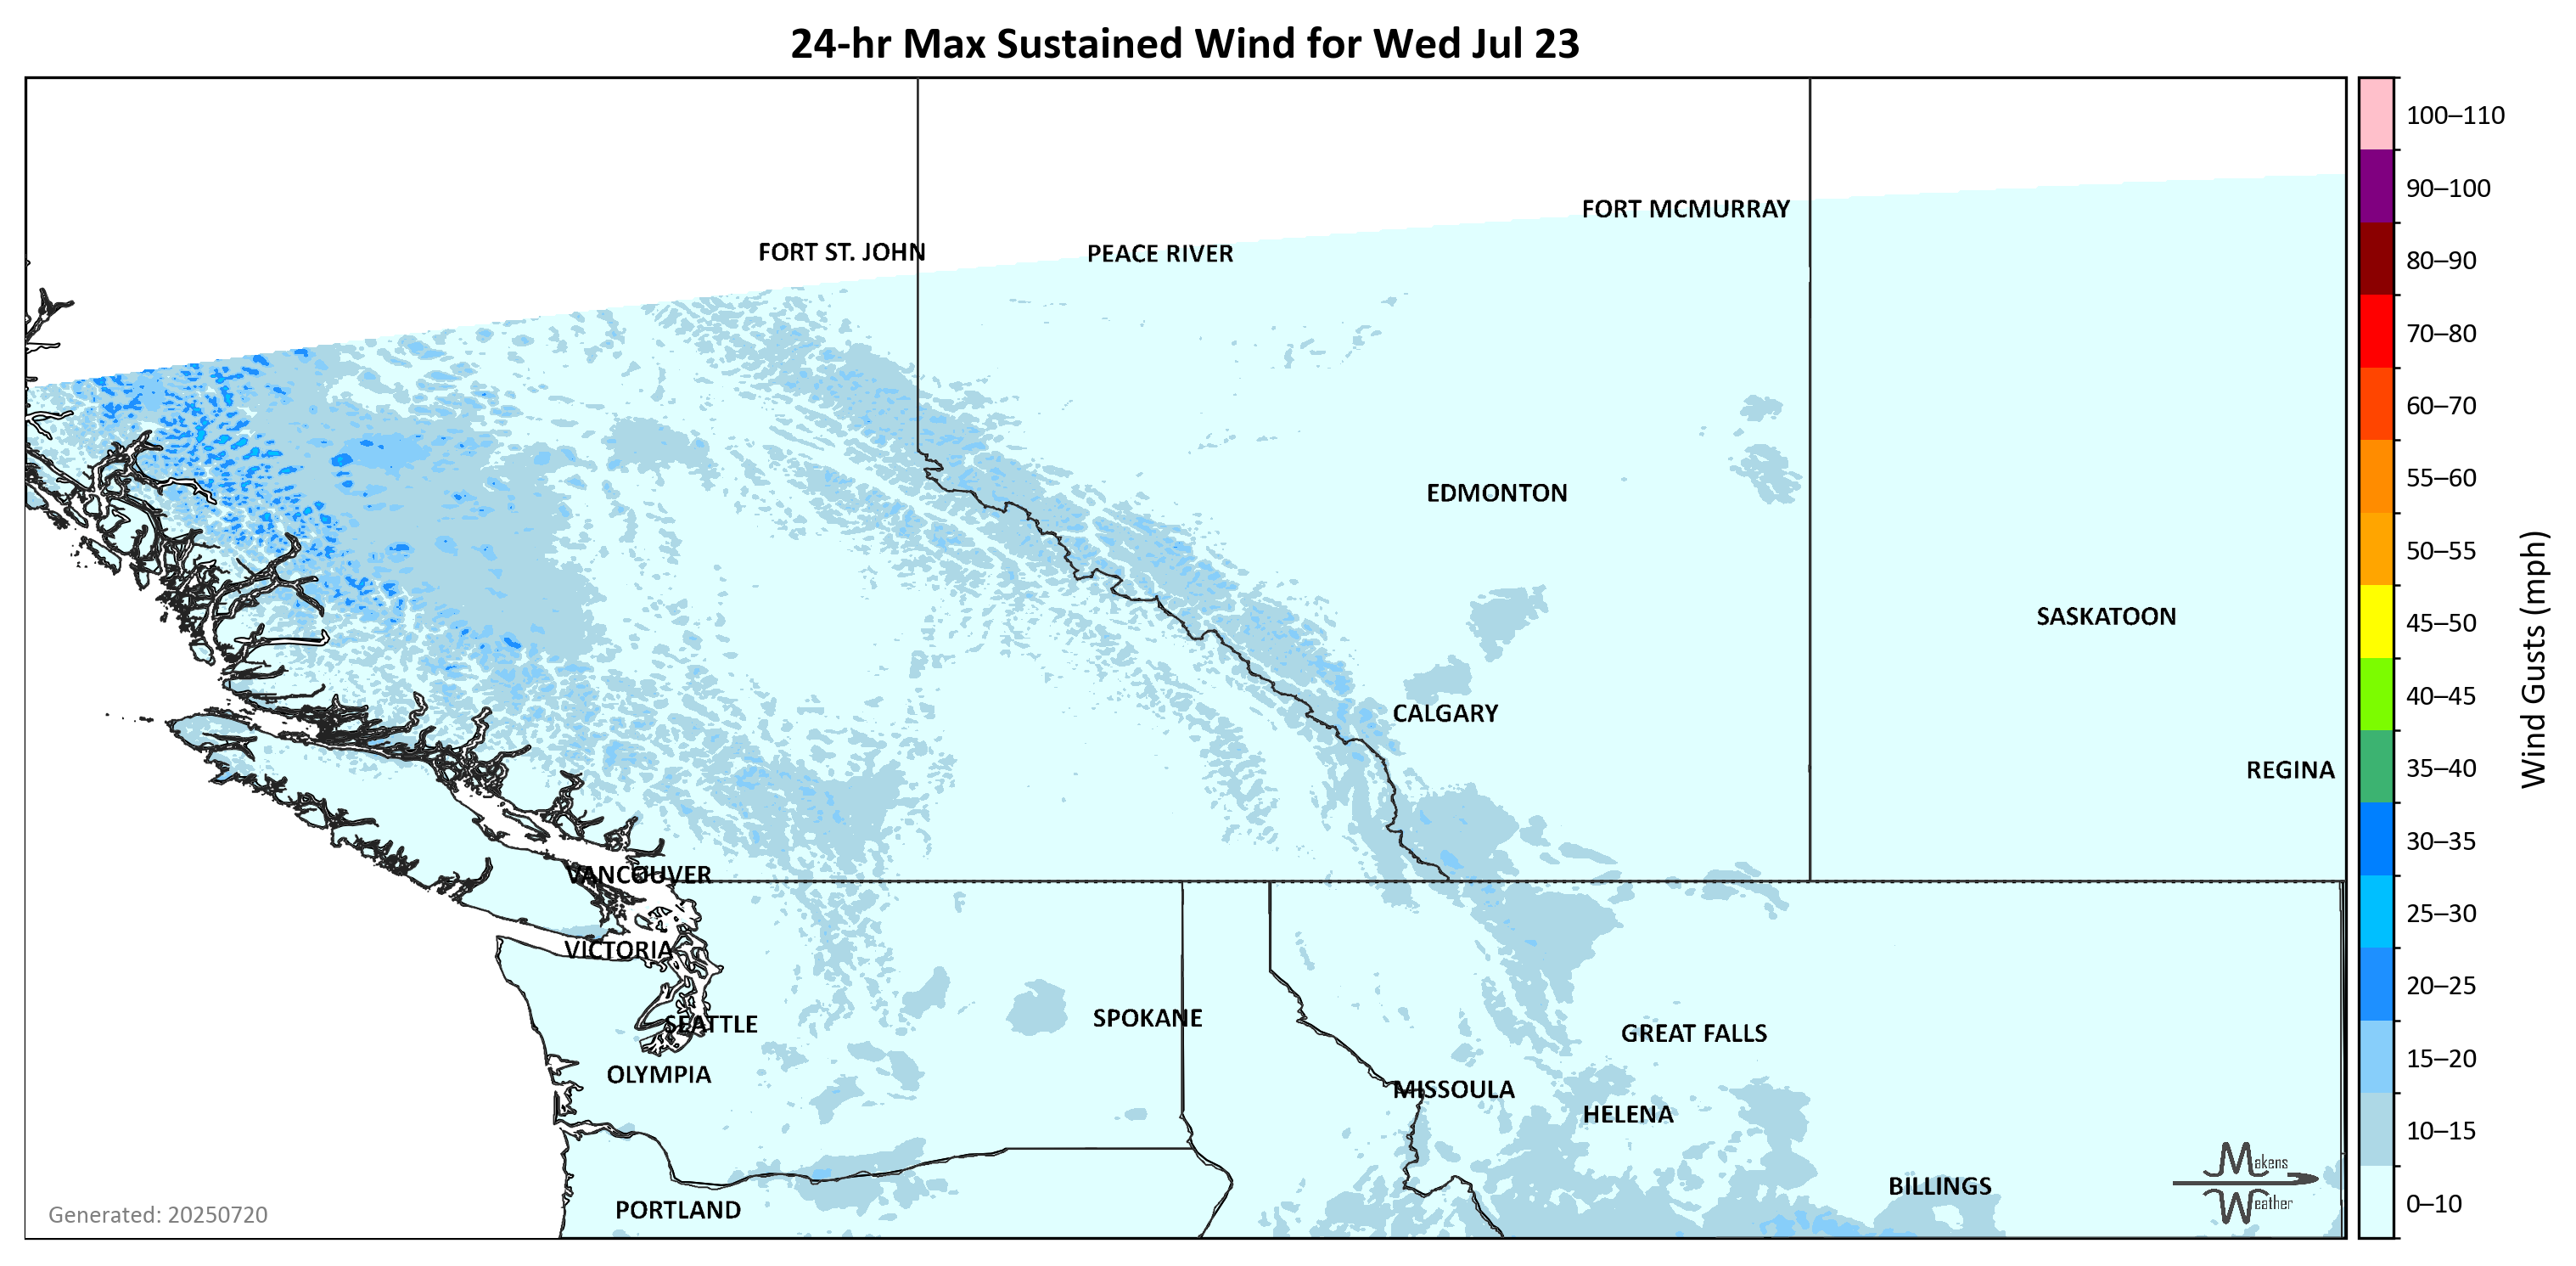 24-hr Max Sustained Wind for Wed Jul 23
FORT MCMURRAY
FORT ST. JOHN
PEACE RIVER
EDMONTON
SASKATOON
CALGARY
REGINA
VANCOUVER
VICTORIA
SPOKANE
SEATTLE
GREAT FALLS
OLYMPIA
MISSOULA
HELENA
BILLINGS
PORTLAND
Makens
Weather
Generated: 20250720
100–110
90–100
80–90
70–80
60–70
55–60
50–55
45–50
40–45
35–40
30–35
25–30
20–25
15–20
10–15
0–10
Wind Gusts (mph)